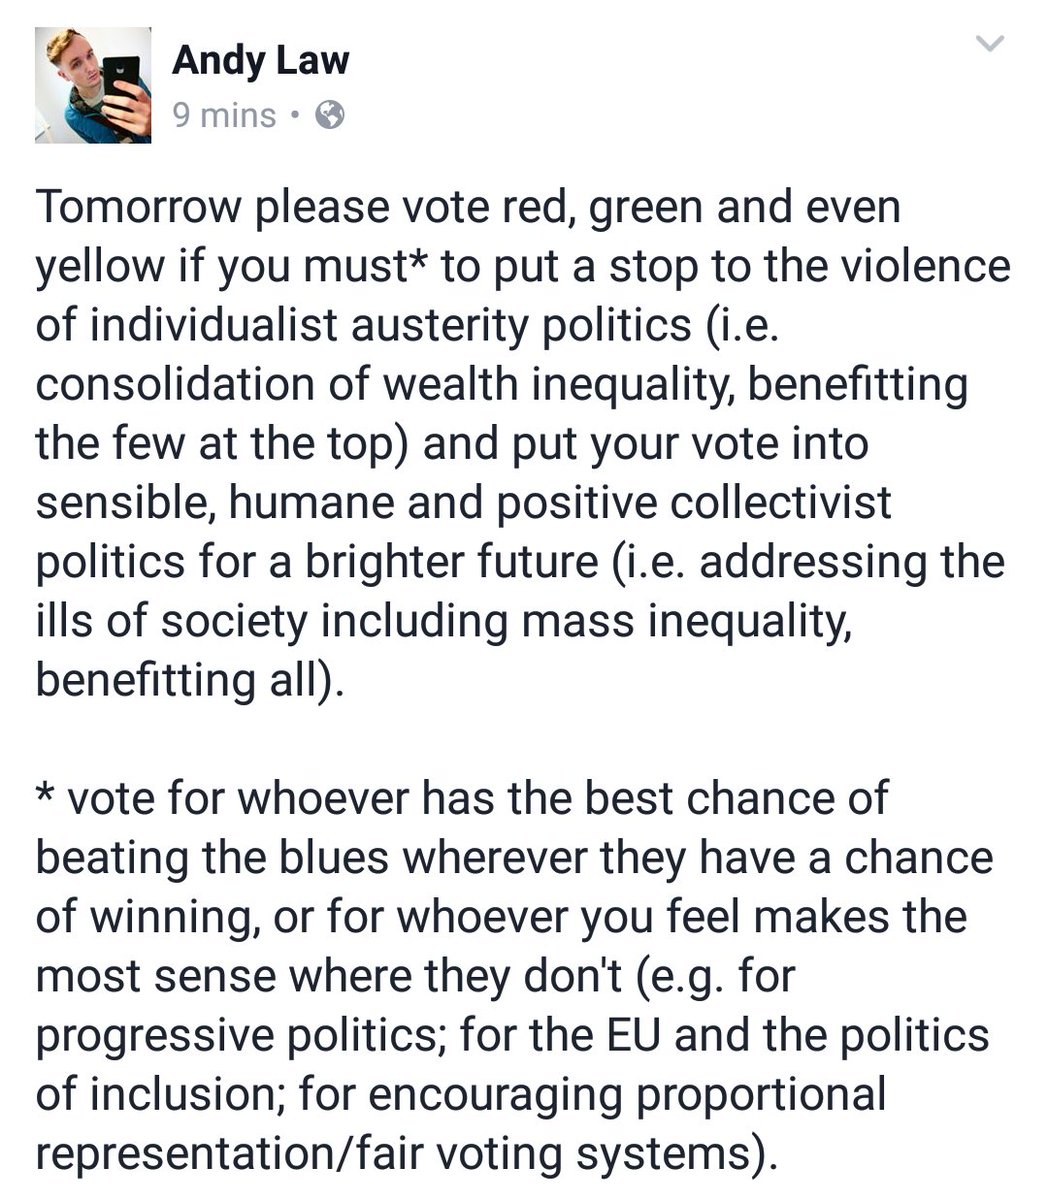 Andy Law
9 mins •
Tomorrow please vote red, green and even
yellow if you must* to put a stop to the violence
of individualist austerity politics (i.e.
consolidation of wealth inequality, benefitting
the few at the top) and put your vote into
sensible, humane and positive collectivist
politics for a brighter future (i.e. addressing the
ills of society including mass inequality,
benefitting all).
* vote for whoever has the best chance of
beating the blues wherever they have a chance
of winning, or for whoever you feel makes the
most sense where they don't (e.g. for
progressive politics; for the EU and the politics
of inclusion; for encouraging proportional
representation/fair voting systems).